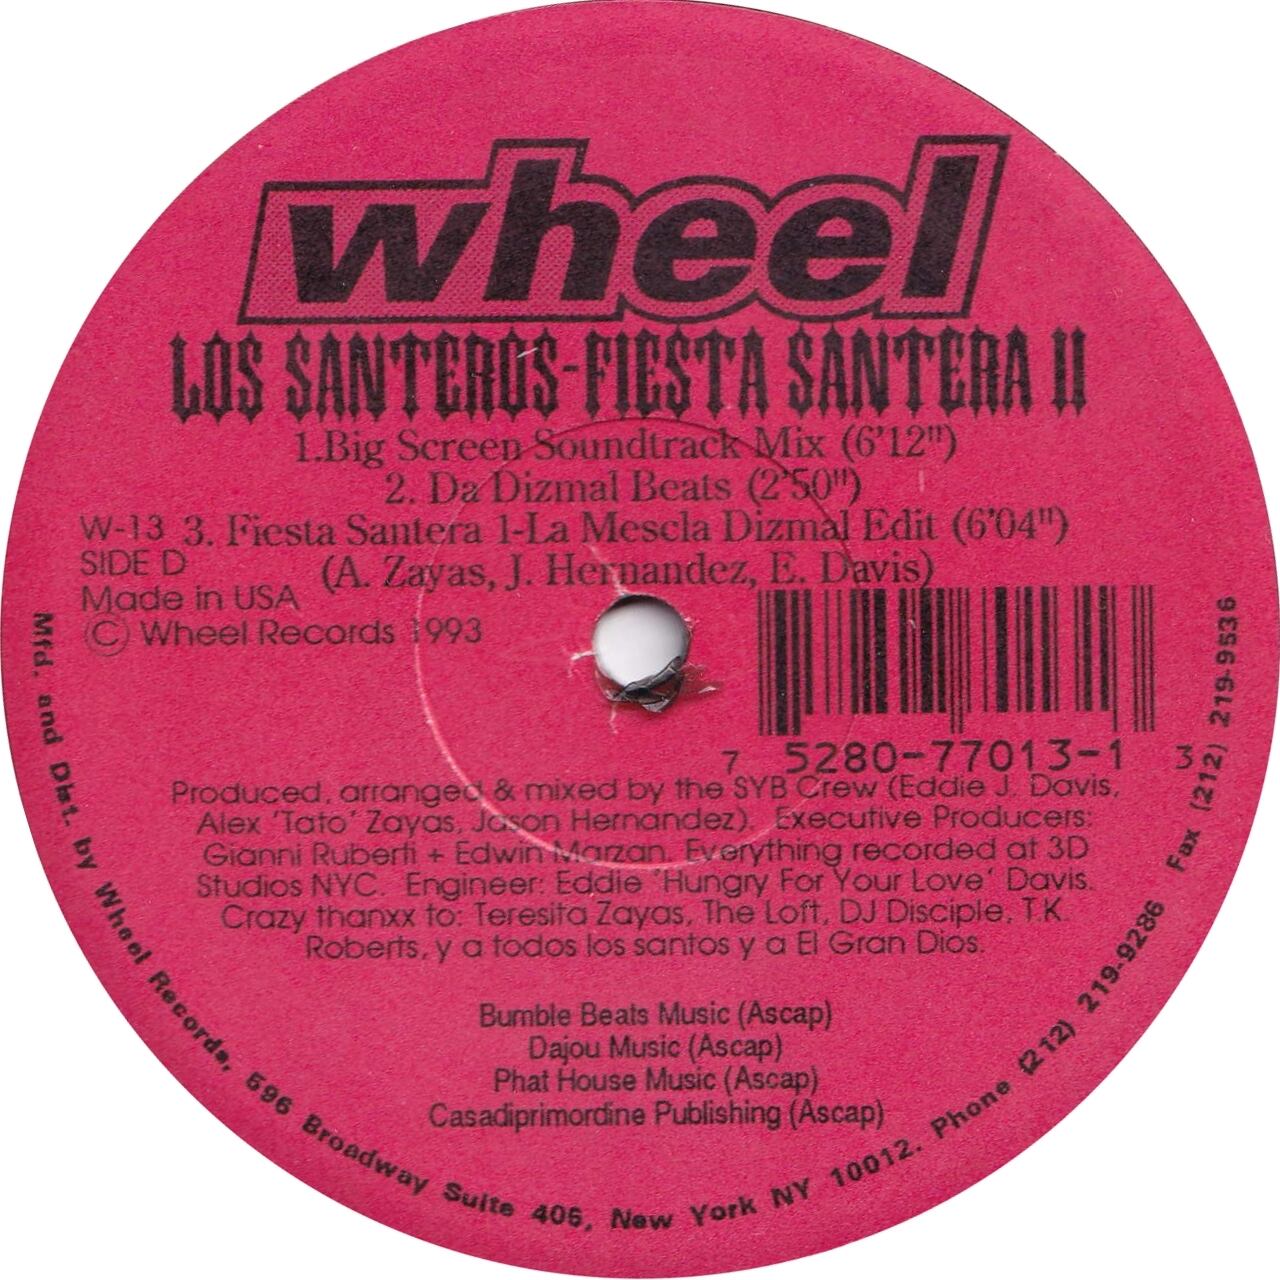 wheel
LOS SANTEROS-FIESTA SANTERA II
1.Big Screen Soundtrack Mix (6'12")
2. Da Dizmal Beats (2'50")
W-13 3. Fiesta Santera 1-La Mescla Dizmal Edit (6'04")
SIDE D
(A. Zayas, J. Hernandez, E. Davis)
Made in USA
© Wheel Records 1993
7 5280-77013-1 3
Produced, arranged & mixed by the SYB Crew (Eddie J. Davis,
Alex 'Tato' Zayas, Jason Hernandez). Executive Producers:
Gianni Ruberti + Edwin Marzan. Everything recorded at 3D
Studios NYC. Engineer: Eddie 'Hungry For Your Love' Davis.
Crazy thanxx to: Teresita Zayas, The Loft, DJ Disciple, T.K.
Roberts, y a todos los santos y a El Gran Dios.
Bumble Beats Music (Ascap)
Dajou Music (Ascap)
Phat House Music (Ascap)
Casadiprimordine Publishing (Ascap)
Mfd. and Dist. by Wheel Records, 596 Broadway Suite 406, New York NY 10012. Phone (212) 219-9286 Fax (212) 219-9536